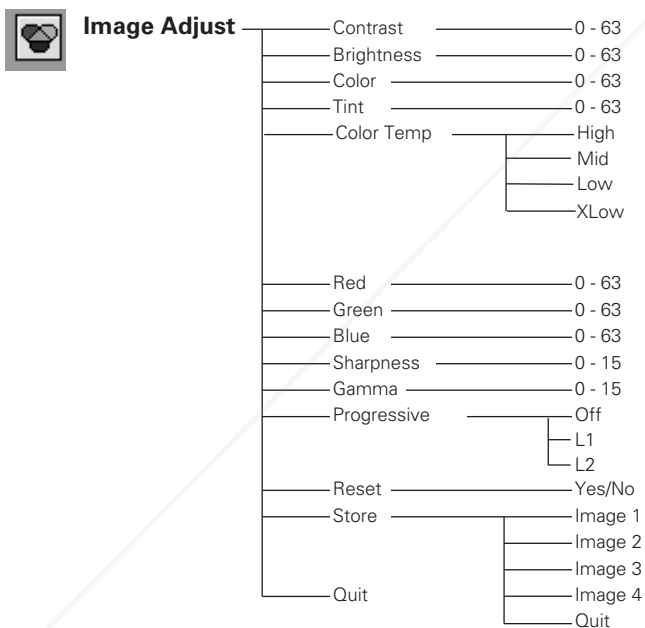 Image Adjust
Contrast 0 - 63
Brightness 0 - 63
Color 0 - 63
Tint 0 - 63
Color Temp High
Mid
Low
XLow
Red 0 - 63
Green 0 - 63
Blue 0 - 63
Sharpness 0 - 15
Gamma 0 - 15
Progressive Off
L1
L2
Reset Yes/No
Store Image 1
Image 2
Image 3
Quit Image 4
Quit